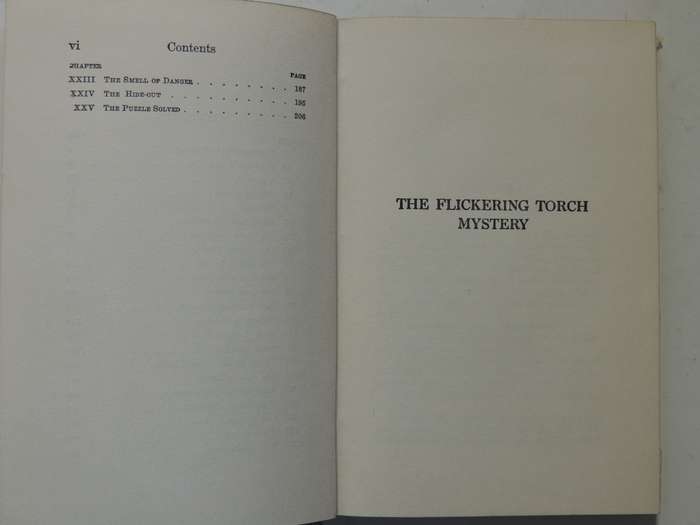 vi Contents
CHAPTER PAGE
XXIII THE SMELL OF DANGER . . . . . . . . 187
XXIV THE HIDE-OUT . . . . . . . . . . 195
XXV THE PUZZLE SOLVED . . . . . . . . . 206
THE FLICKERING TORCH
MYSTERY